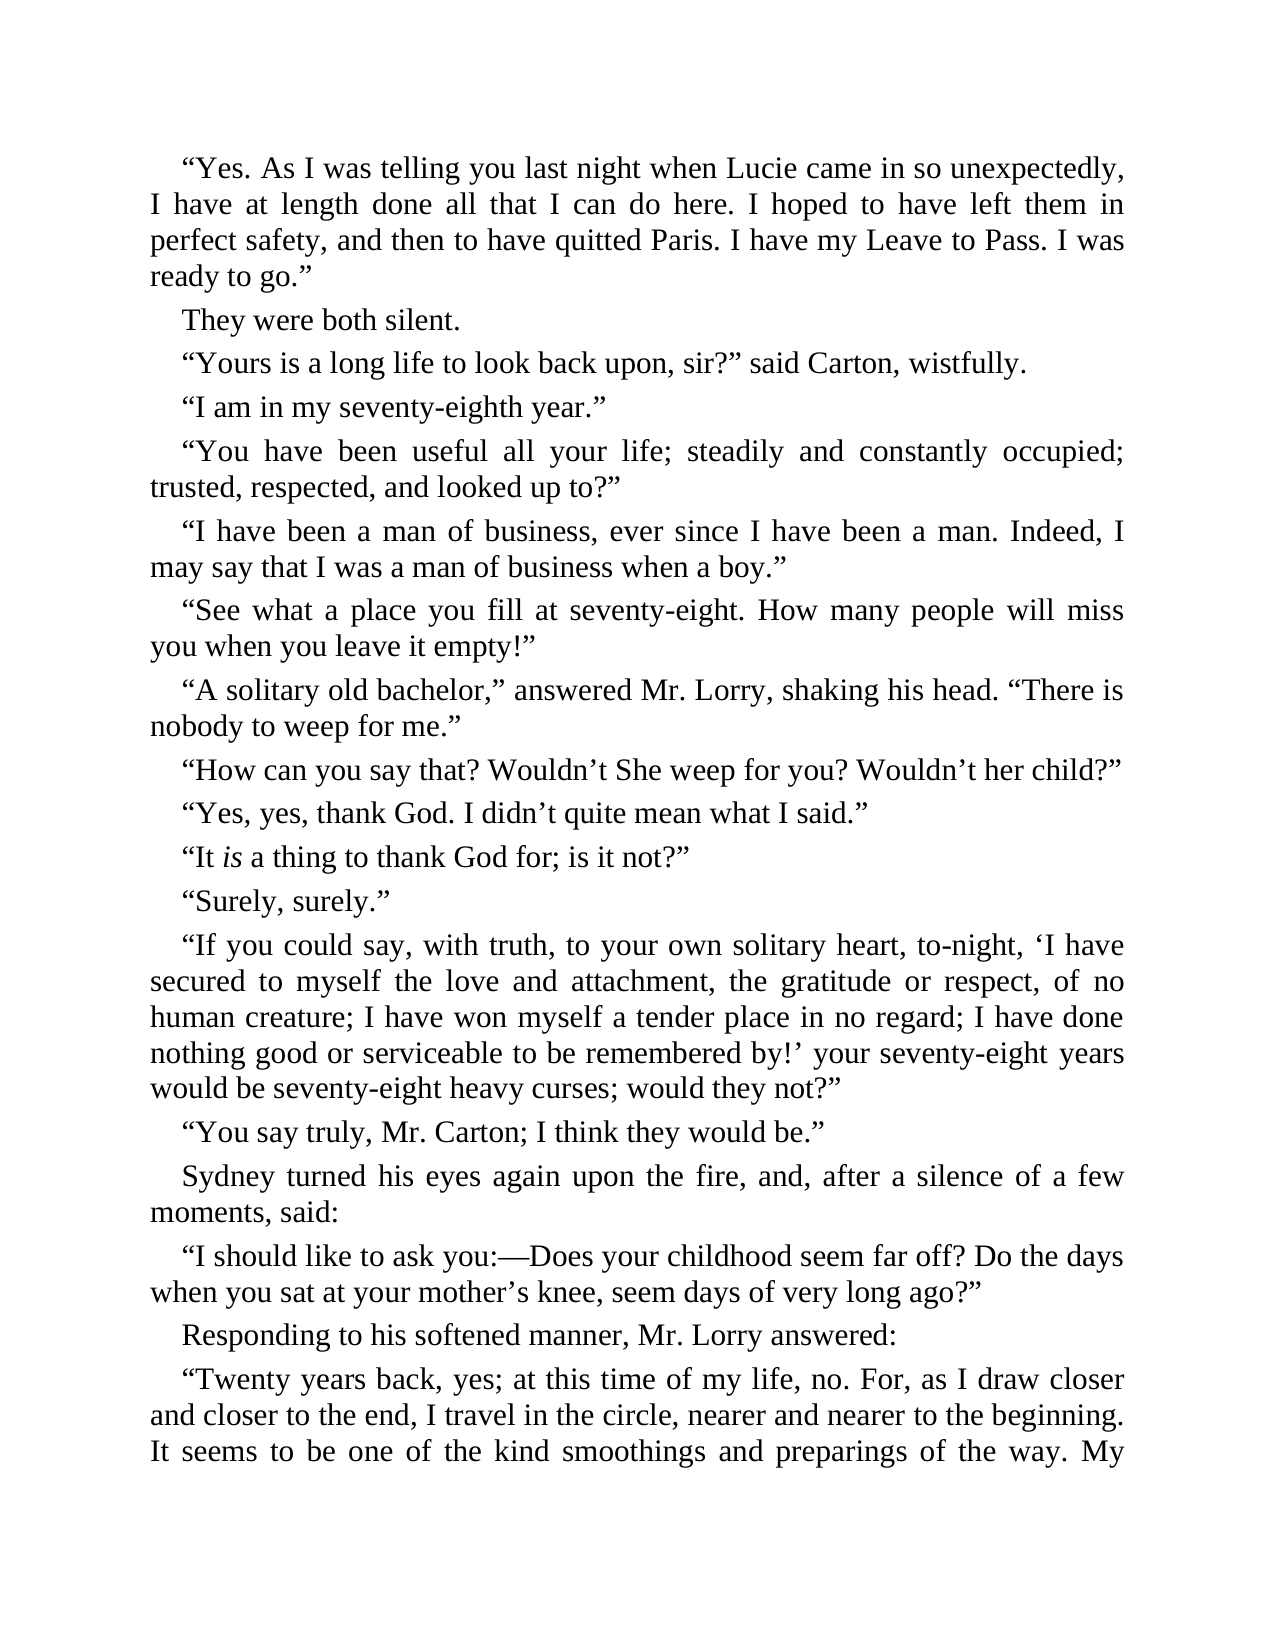 “Yes. As I was telling you last night when Lucie came in so unexpectedly,
I have at length done all that I can do here. I hoped to have left them in
perfect safety, and then to have quitted Paris. I have my Leave to Pass. I was
ready to go.”
They were both silent.
“Yours is a long life to look back upon, sir?” said Carton, wistfully.
“I am in my seventy-eighth year.”
“You have been useful all your life; steadily and constantly occupied;
trusted, respected, and looked up to?”
“I have been a man of business, ever since I have been a man. Indeed, I
may say that I was a man of business when a boy.”
“See what a place you fill at seventy-eight. How many people will miss
you when you leave it empty!”
“A solitary old bachelor,” answered Mr. Lorry, shaking his head. “There is
nobody to weep for me.”
“How can you say that? Wouldn’t She weep for you? Wouldn’t her child?”
“Yes, yes, thank God. I didn’t quite mean what I said.”
“It is a thing to thank God for; is it not?”
“Surely, surely.”
“If you could say, with truth, to your own solitary heart, to-night, ‘I have
secured to myself the love and attachment, the gratitude or respect, of no
human creature; I have won myself a tender place in no regard; I have done
nothing good or serviceable to be remembered by!’ your seventy-eight years
would be seventy-eight heavy curses; would they not?”
“You say truly, Mr. Carton; I think they would be.”
Sydney turned his eyes again upon the fire, and, after a silence of a few
moments, said:
“I should like to ask you:—Does your childhood seem far off? Do the days
when you sat at your mother’s knee, seem days of very long ago?”
Responding to his softened manner, Mr. Lorry answered:
“Twenty years back, yes; at this time of my life, no. For, as I draw closer
and closer to the end, I travel in the circle, nearer and nearer to the beginning.
It seems to be one of the kind smoothings and preparings of the way. My